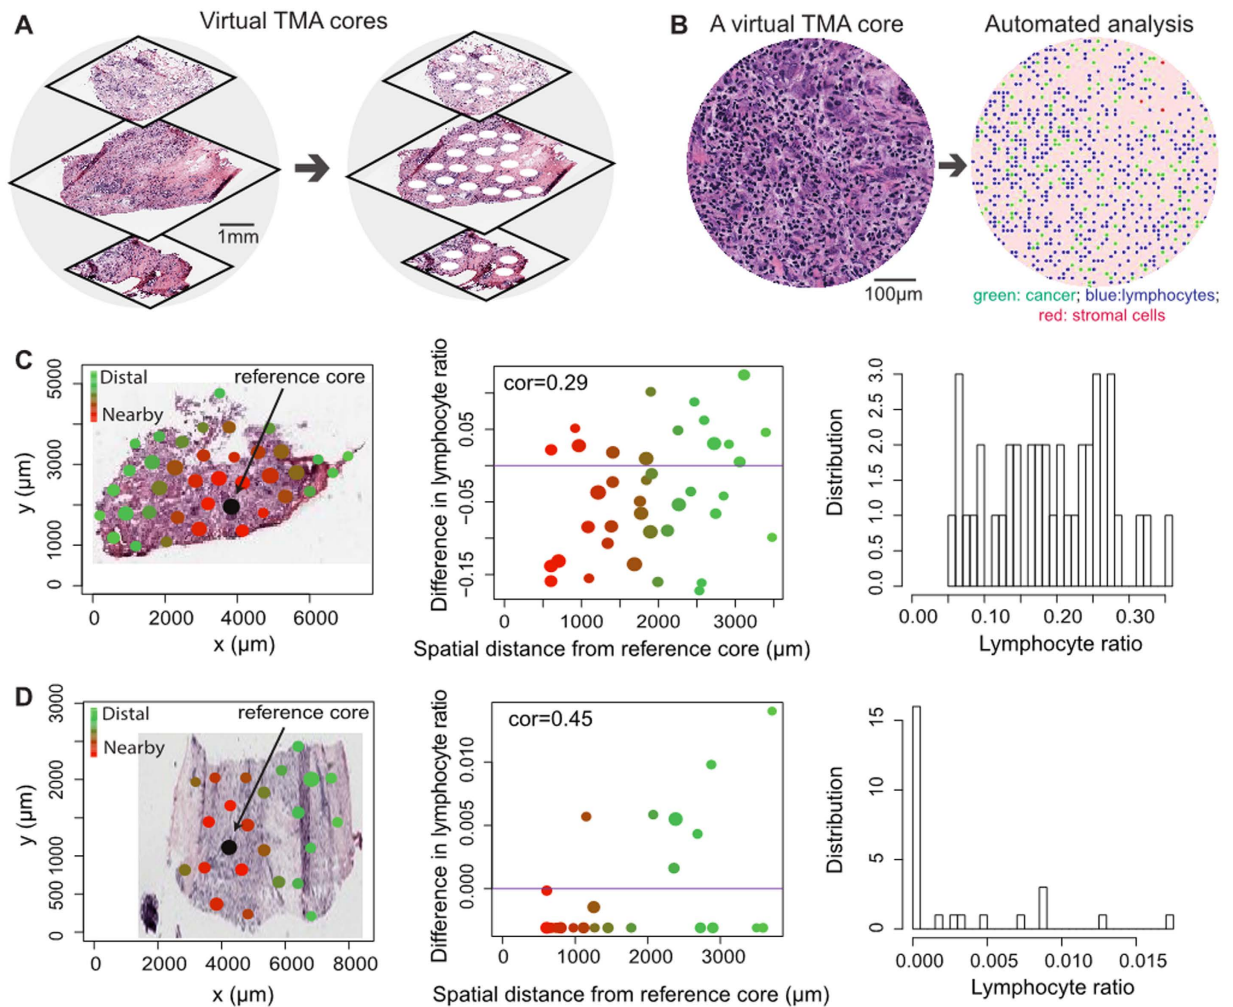 A
Virtual TMA cores
1mm
B
A virtual TMA core
Automated analysis
100µm
green: cancer; blue:lymphocytes;
red: stromal cells
C
Distal
Nearby
reference core
y (µm)
0 1000 3000 5000
0 2000 4000 6000
x (µm)
cor=0.29
Difference in lymphocyte ratio
−0.15 −0.05 0.05
0 1000 2000 3000
Spatial distance from reference core (µm)
Distribution
0.0 0.5 1.0 1.5 2.0 2.5 3.0
0.00 0.10 0.20 0.30
Lymphocyte ratio
D
Distal
Nearby
reference core
y (µm)
0 500 1000 2000 3000
0 2000 4000 6000 8000
x (µm)
cor=0.45
Difference in lymphocyte ratio
0.000 0.005 0.010
0 1000 2000 3000
Spatial distance from reference core (µm)
Distribution
0 5 10 15
0.000 0.005 0.010 0.015
Lymphocyte ratio